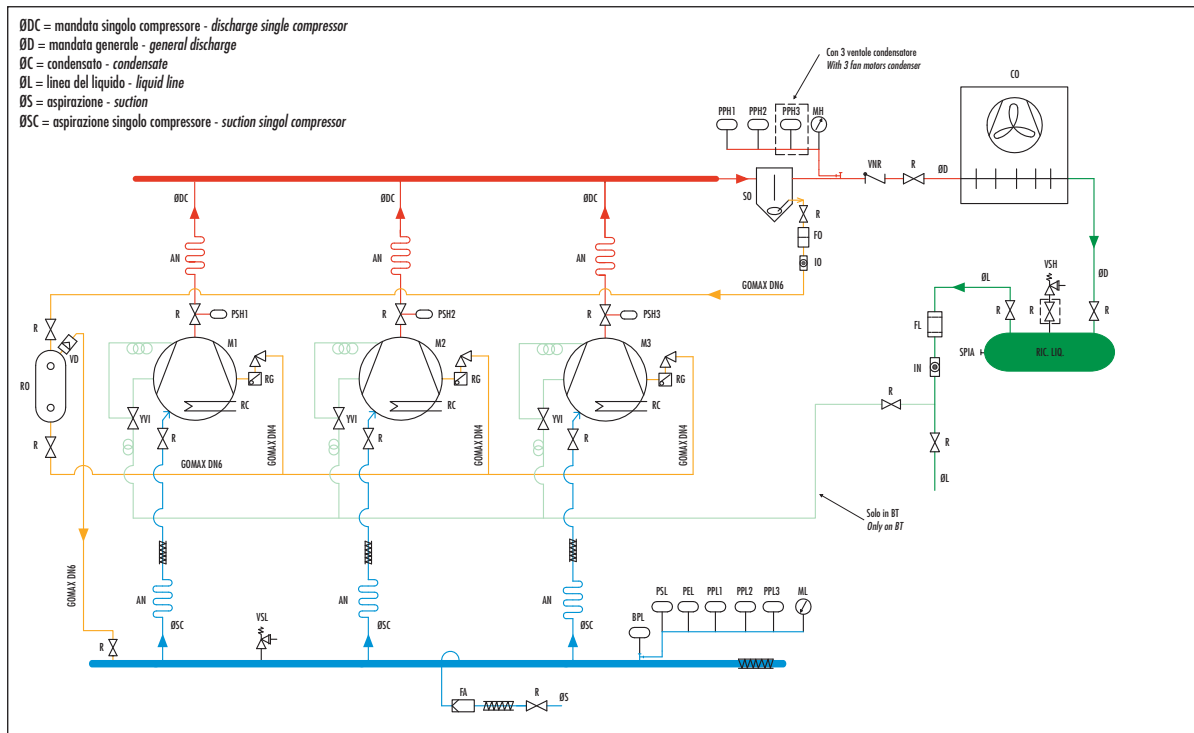 ØDC = mandata singolo compressore - discharge single compressor
ØD = mandata generale - general discharge
ØC = condensato - condensate
ØL = linea del liquido - liquid line
ØS = aspirazione - suction
ØSC = aspirazione singolo compressore - suction singol compressor
Con 3 ventole condensatore
With 3 fan motors condenser
CO
PPH1 PPH2 PPH3 MH
VNR R ØD
SO
R
FO
IO
ØDC ØDC ØDC
AN AN AN
GOMAX DN6
VSH
ØL ØD
R R R
FL
SPIA RIC. LIQ.
IN
R PSH1 R PSH2 R PSH3
R
VD
RO
M1 M2 M3
RG RG RG
RC RC RC
YVI YVI YVI
R R R
R
R
R
GOMAX DN6
GOMAX DN4 GOMAX DN4 GOMAX DN4
ØL
Solo in BT
Only on BT
GOMAX DN6
AN AN AN
ØSC ØSC ØSC
R
VSL
BPL
PSL PEL PPL1 PPL2 PPL3 ML
FA R ØS